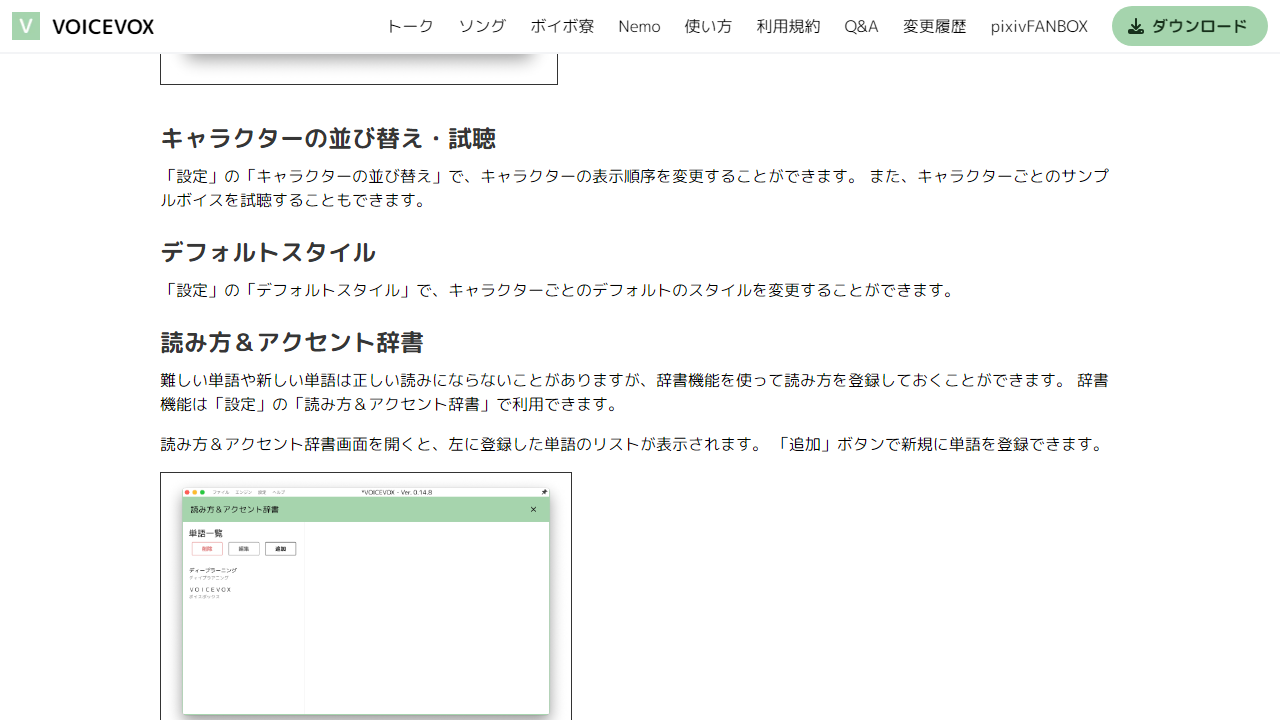 V VOICEVOX トーク ソング ボイボ寮 Nemo 使い方 利用規約 Q&A 変更履歴 pixivFANBOX ダウンロード
キャラクターの並び替え・試聴
「設定」の「キャラクターの並び替え」で、キャラクターの表示順序を変更することができます。 また、キャラクターごとのサンプ
ルボイスを試聴することもできます。
デフォルトスタイル
「設定」の「デフォルトスタイル」で、キャラクターごとのデフォルトのスタイルを変更することができます。
読み方＆アクセント辞書
難しい単語や新しい単語は正しい読みにならないことがありますが、辞書機能を使って読み方を登録しておくことができます。 辞書
機能は「設定」の「読み方＆アクセント辞書」で利用できます。
読み方＆アクセント辞書画面を開くと、左に登録した単語のリストが表示されます。 「追加」ボタンで新規に単語を登録できます。
ファイル エンジン 設定 ヘルプ *VOICEVOX - Ver. 0.14.8
読み方＆アクセント辞書
単語一覧
削除 編集 追加
ディープラーニング
ＶＯＩＣＥＶＯＸ